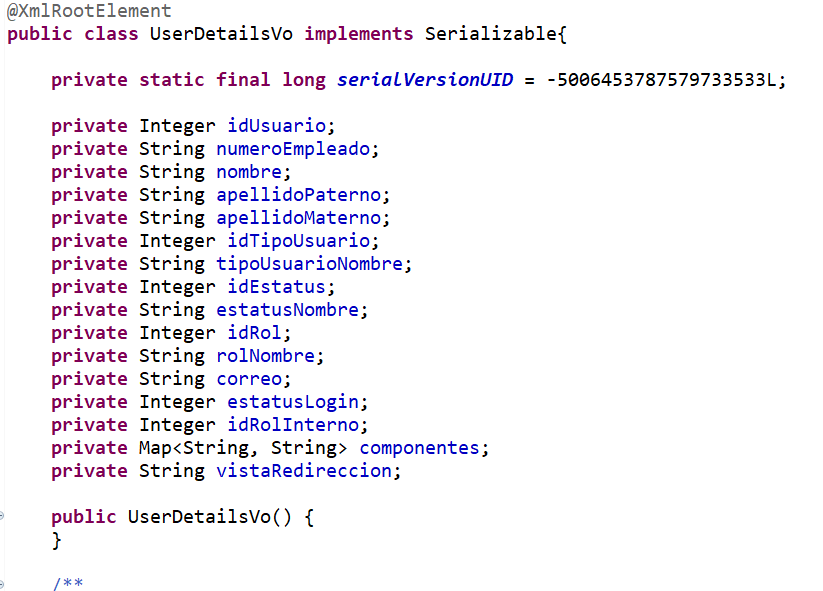 @XmlRootElement
public class UserDetailsVo implements Serializable{
private static final long serialVersionUID = -5006453787579733533L;
private Integer idUsuario;
private String numeroEmpleado;
private String nombre;
private String apellidoPaterno;
private String apellidoMaterno;
private Integer idTipoUsuario;
private String tipoUsuarioNombre;
private Integer idEstatus;
private String estatusNombre;
private Integer idRol;
private String rolNombre;
private String correo;
private Integer estatusLogin;
private Integer idRolInterno;
private Map<String, String> componentes;
private String vistaRedireccion;
public UserDetailsVo() {
}
/**